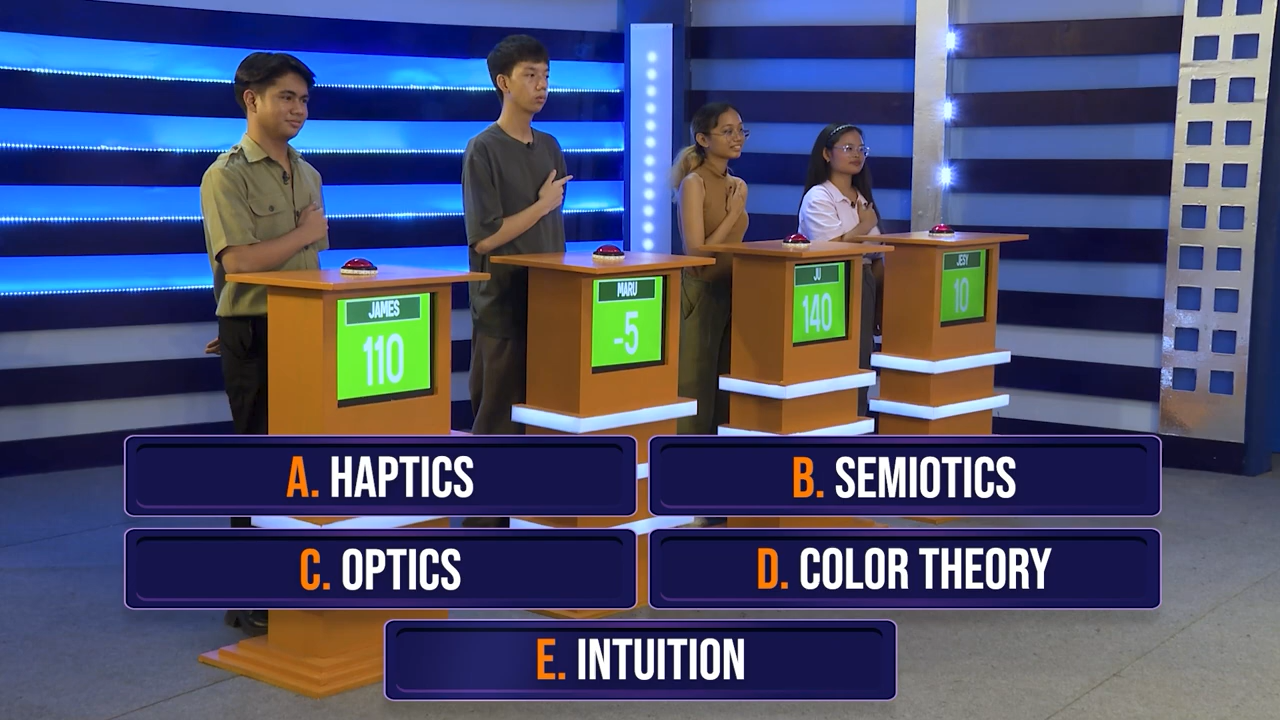 JAMES
110
MARU
-5
JU
140
JESY
10
A. HAPTICS
B. SEMIOTICS
C. OPTICS
D. COLOR THEORY
E. INTUITION